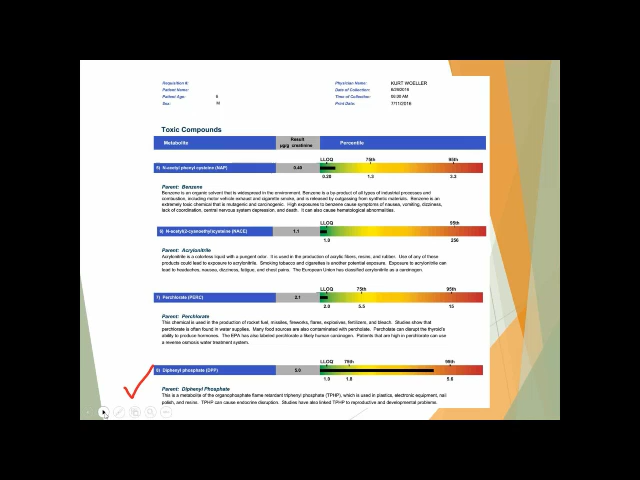 Requisition #:
Patient Name:
Patient Age: 6
Sex: M
Physician Name: KURT WOELLER
Date of Collection: 6/28/2018
Time of Collection: 08:00 AM
Print Date: 7/11/2018
Toxic Compounds
Metabolite Result µg/g creatinine Percentile
LLOQ 75th 95th
5) N-acetyl phenyl cysteine (NAP) 0.40
0.20 1.3 3.3
Parent: Benzene
Benzene is an organic solvent that is widespread in the environment. Benzene is a by-product of all types of industrial processes and
combustion, including motor vehicle exhaust and cigarette smoke, and is released by outgassing from synthetic materials. Benzene is an
extremely toxic chemical that is mutagenic and carcinogenic. High exposures to benzene cause symptoms of nausea, vomiting, dizziness,
lack of coordination, central nervous system depression, and death. It can also cause hematological abnormalities.
LLOQ 95th
6) N-acetyl(2-cyanoethyl)cysteine (NACE) 1.1
1.0 256
Parent: Acrylonitrile
Acrylonitrile is a colorless liquid with a pungent odor. It is used in the production of acrylic fibers, resins, and rubber. Use of any of these
products could lead to exposure to acrylonitrile. Smoking tobacco and cigarettes is another potential exposure. Exposure to acrylonitrile can
lead to headaches, nausea, dizziness, fatigue, and chest pains. The European Union has classified acrylonitrile as a carcinogen.
LLOQ 75th 95th
7) Perchlorate (PERC) 2.1
2.0 5.5 15
Parent: Perchlorate
This chemical is used in the production of rocket fuel, missiles, fireworks, flares, explosives, fertilizers, and bleach. Studies show that
perchlorate is often found in water supplies. Many food sources are also contaminated with percholate. Percholate can disrupt the thyroid's
ability to produce hormones. The EPA has also labeled perchlorate a likely human carcinogen. Patients that are high in perchlorate can use
a reverse osmosis water treatment system.
LLOQ 75th 95th
8) Diphenyl phosphate (DPP) 5.0
1.0 1.8 5.6
Parent: Diphenyl Phosphate
This is a metabolite of the organophosphate flame retardant triphenyl phosphate (TPHP), which is used in plastics, electronic equipment, nail
polish, and resins. TPHP can cause endocrine disruption. Studies have also linked TPHP to reproductive and developmental problems.